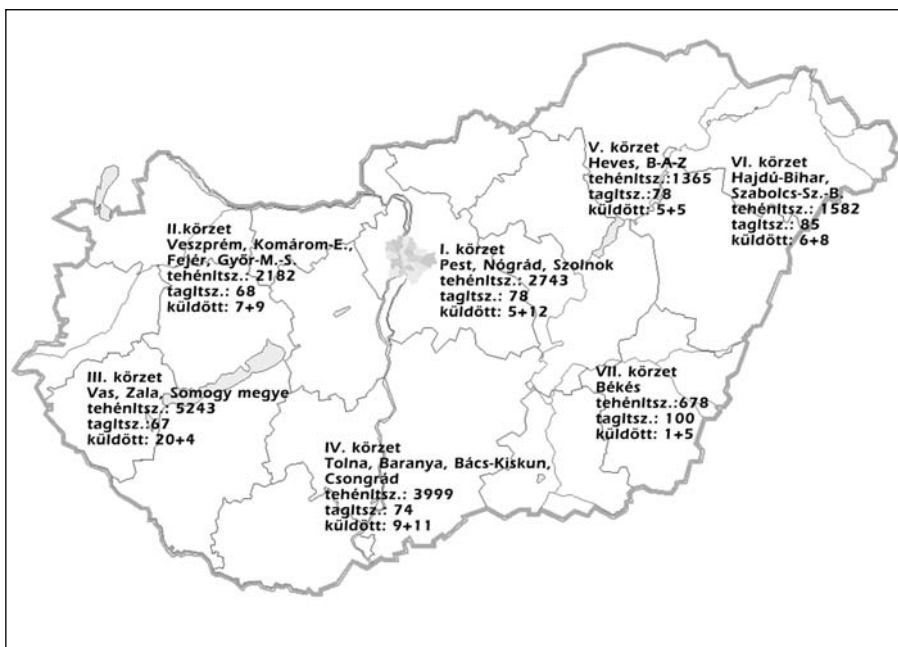 V. körzet
Heves, B-A-Z
tehénltsz.:1365
tagltsz.:78
küldött: 5+5
VI. körzet
Hajdú-Bihar,
Szabolcs-Sz.-B.
tehénltsz.: 1582
tagltsz.: 85
küldött: 6+8
II.körzet
Veszprém, Komárom-E.,
Fejér, Győr-M.-S.
tehénltsz.: 2182
tagltsz.: 68
küldött: 7+9
I. körzet
Pest, Nógrád, Szolnok
tehénltsz.: 2743
tagltsz.: 78
küldött: 5+12
III. körzet
Vas, Zala, Somogy megye
tehénltsz.: 5243
tagltsz.:67
küldött: 20+4
VII. körzet
Békés
tehénltsz.:678
tagltsz.: 100
küldött: 1+5
IV. körzet
Tolna, Baranya, Bács-Kiskun,
Csongrád
tehénltsz.: 3999
tagltsz.: 74
küldött: 9+11